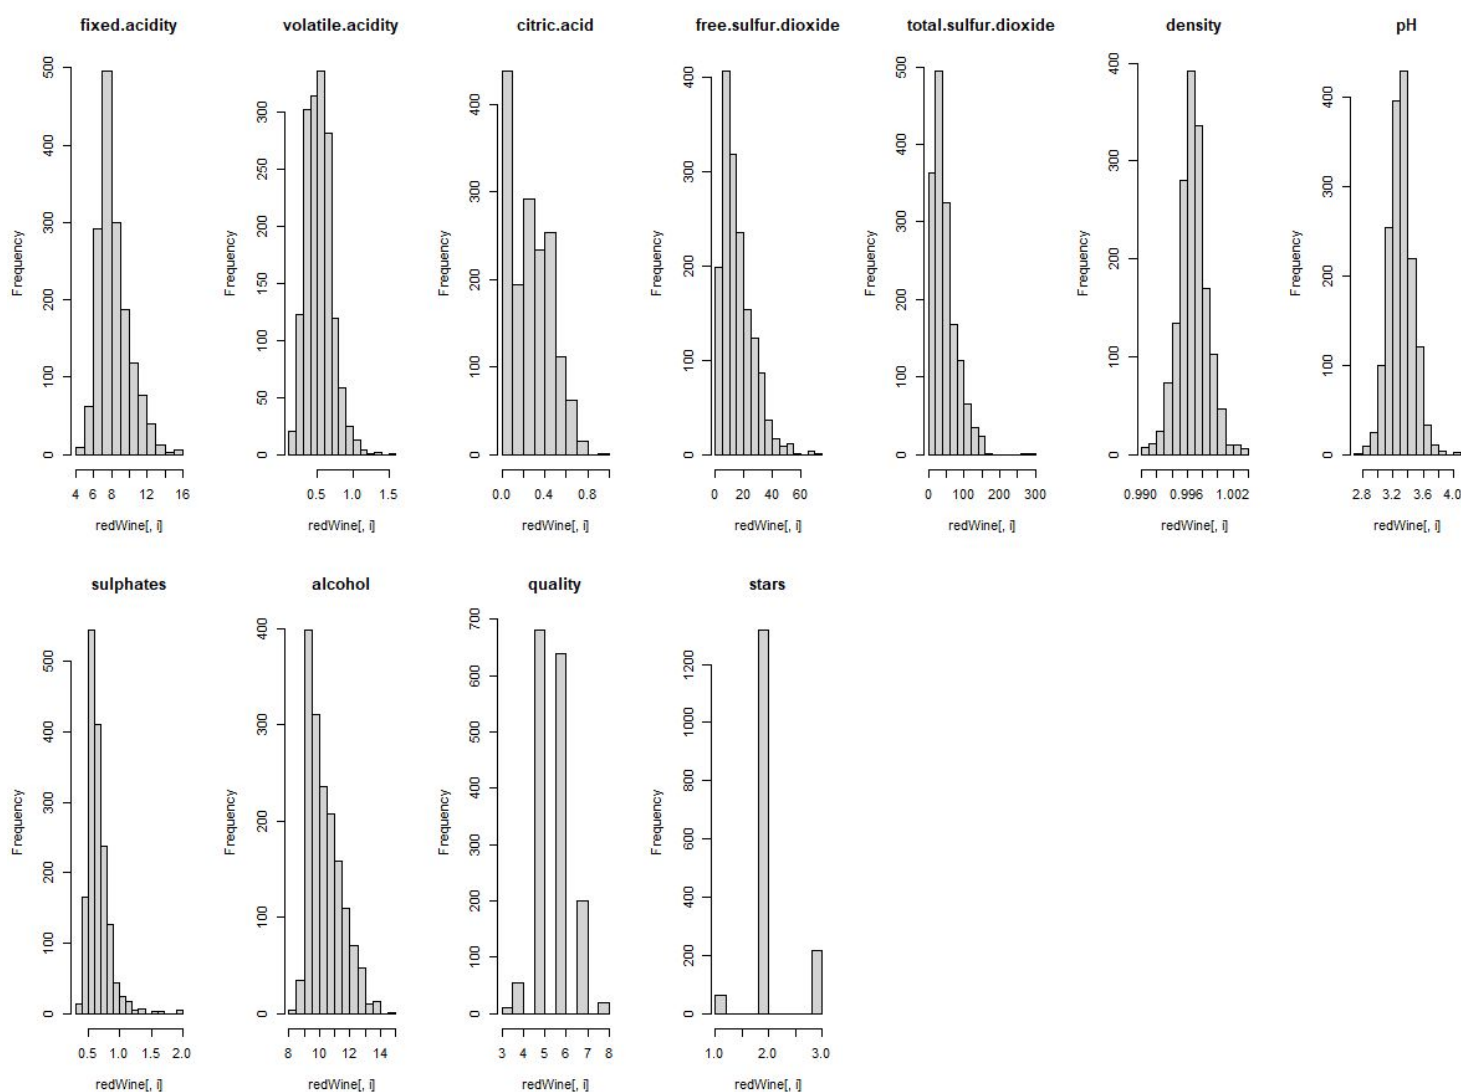 fixed.acidity volatile.acidity citric.acid free.sulfur.dioxide total.sulfur.dioxide density pH
Frequency Frequency Frequency Frequency Frequency Frequency Frequency
0 100 200 300 400 500
0 50 100 150 200 250 300
0 100 200 300 400
0 100 200 300 400
0 100 200 300 400 500
0 100 200 300 400
0 100 200 300 400
4 6 8 12 16 0.5 1.0 1.5 0.0 0.4 0.8 0 20 40 60 0 100 200 300 0.990 0.996 1.002 2.8 3.2 3.6 4.0
redWine[, i] redWine[, i] redWine[, i] redWine[, i] redWine[, i] redWine[, i] redWine[, i]
sulphates alcohol quality stars
Frequency Frequency Frequency Frequency
0 100 200 300 400 500
0 100 200 300 400
0 100 200 300 400 500 600 700
0 200 400 600 800 1000 1200
0.5 1.0 2.0 8 10 12 14 3 4 5 6 7 8 1.0 2.0 3.0
redWine[, i] redWine[, i] redWine[, i] redWine[, i]